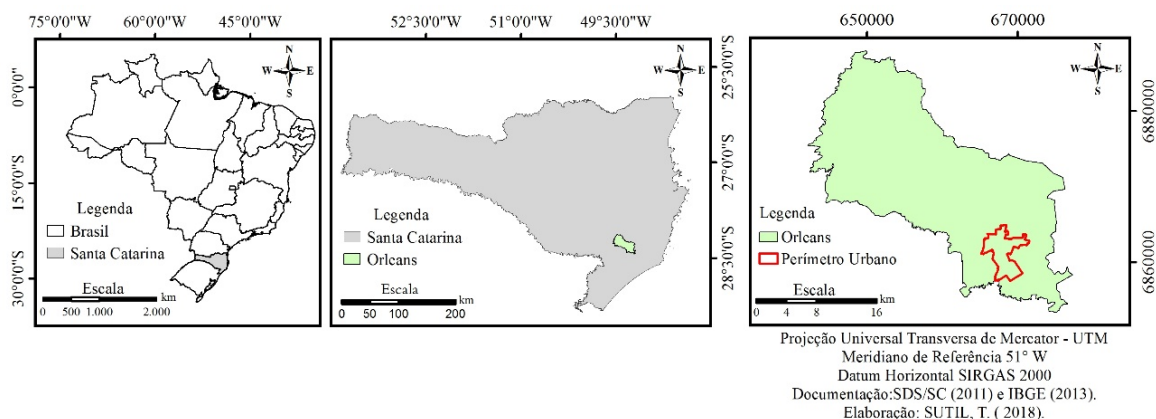 75°0'0"W 60°0'0"W 45°0'0"W
0°0'0"
15°0'0"S
30°0'0"S
N
W E
S
Legenda
Brasil
Santa Catarina
Escala
km
0 500 1.000 2.000
52°30'0"W 51°0'0"W 49°30'0"W
25°30'0"S
27°0'0"S
28°30'0"S
N
W E
S
Legenda
Santa Catarina
Orleans
Escala
km
0 50 100 200
650000 670000
6880000
6860000
N
W E
S
Legenda
Orleans
Perímetro Urbano
Escala
km
0 4 8 16
Projeção Universal Transversa de Mercator - UTM
Meridiano de Referência 51° W
Datum Horizontal SIRGAS 2000
Documentação:SDS/SC (2011) e IBGE (2013).
Elaboração: SUTIL, T. ( 2018).